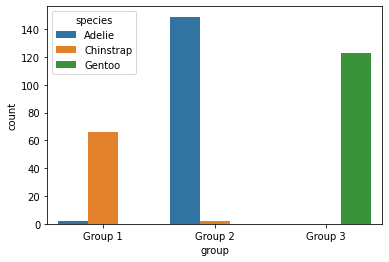 species
Adelie
Chinstrap
Gentoo
140
120
100
80
60
40
20
0
count
Group 1 Group 2 Group 3
group